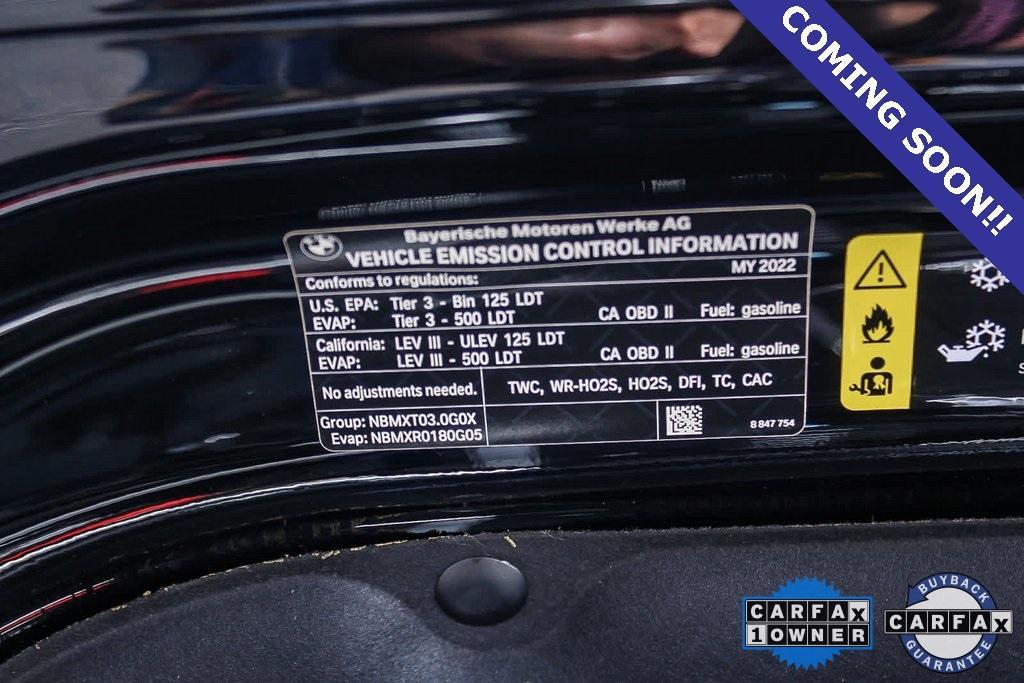 COMING SOON!!
Bayerische Motoren Werke AG
VEHICLE EMISSION CONTROL INFORMATION
Conforms to regulations: MY 2022
U.S. EPA: Tier 3 - Bin 125 LDT
EVAP: Tier 3 - 500 LDT CA OBD II Fuel: gasoline
California: LEV III - ULEV 125 LDT
EVAP: LEV III - 500 LDT CA OBD II Fuel: gasoline
No adjustments needed. TWC, WR-HO2S, HO2S, DFI, TC, CAC
Group: NBMXT03.0G0X
Evap: NBMXR0180G05
8 847 754
CARFAX
1 OWNER
BUYBACK
CARFAX
GUARANTEE